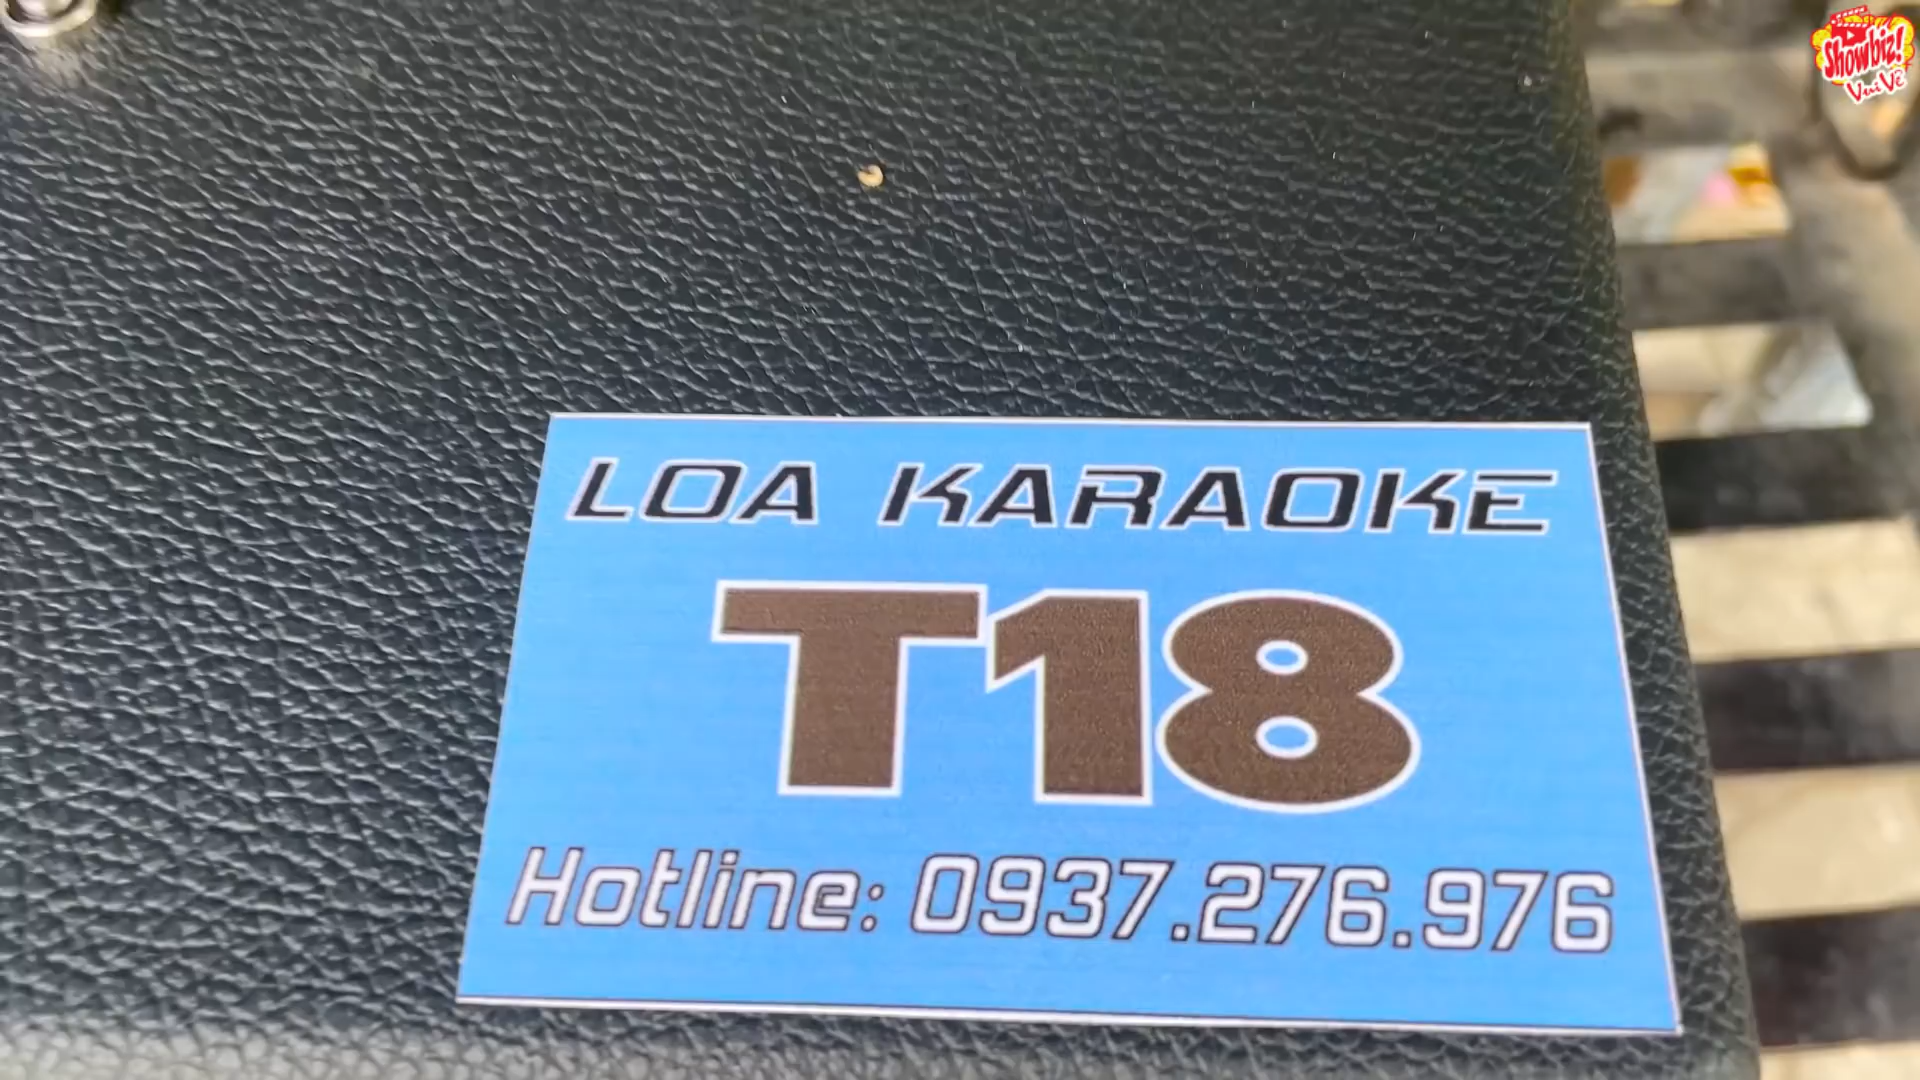 Showbiz!
Vui Vẻ
LOA KARAOKE
T18
Hotline: 0937.276.976